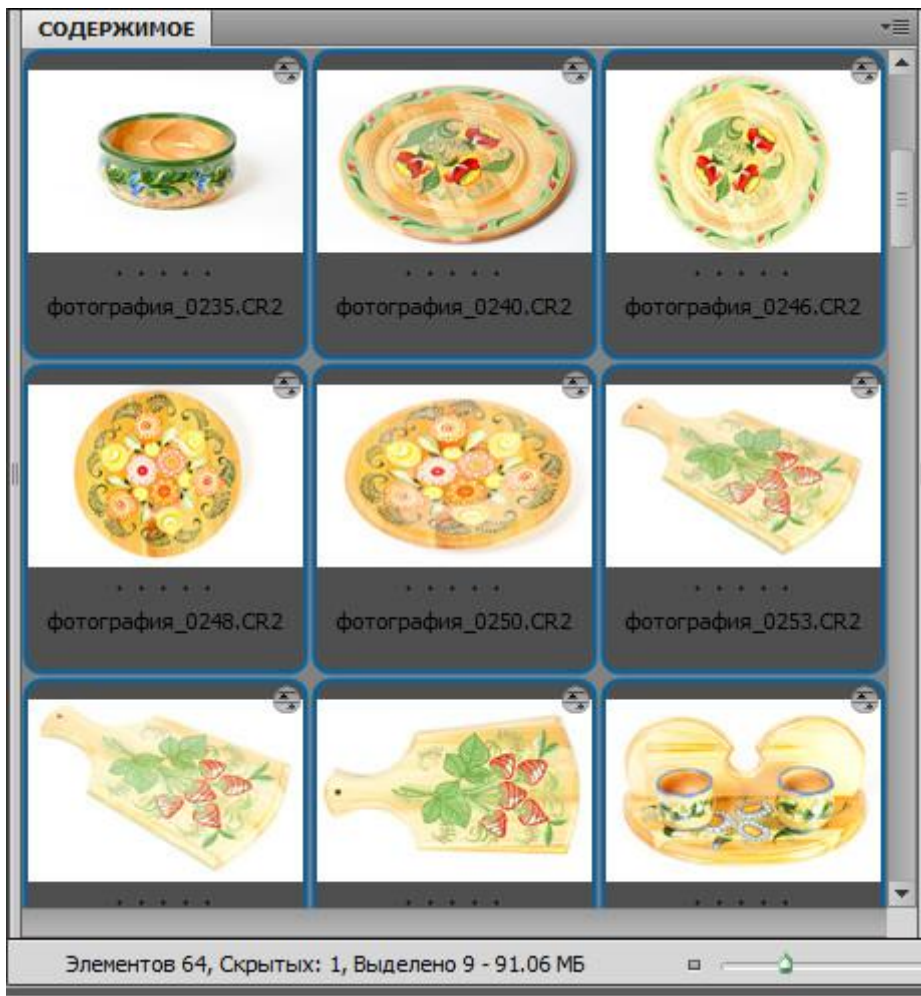 СОДЕРЖИМОЕ
фотография_0235.CR2
фотография_0240.CR2
фотография_0246.CR2
фотография_0248.CR2
фотография_0250.CR2
фотография_0253.CR2
Элементов 64, Скрытых: 1, Выделено 9 - 91.06 МБ